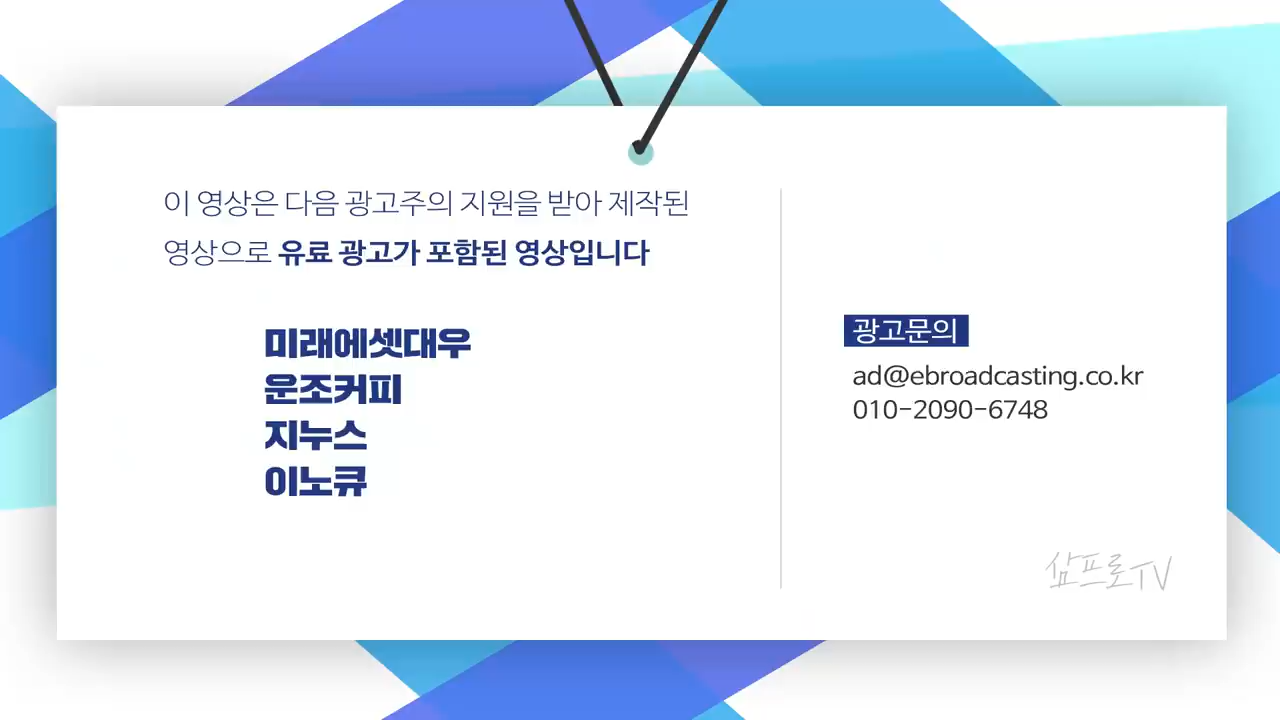 이 영상은 다음 광고주의 지원을 받아 제작된
영상으로 유료 광고가 포함된 영상입니다
미래에셋대우
운조커피
지누스
이노큐
광고문의
ad@ebroadcasting.co.kr
010-2090-6748
삼프로TV